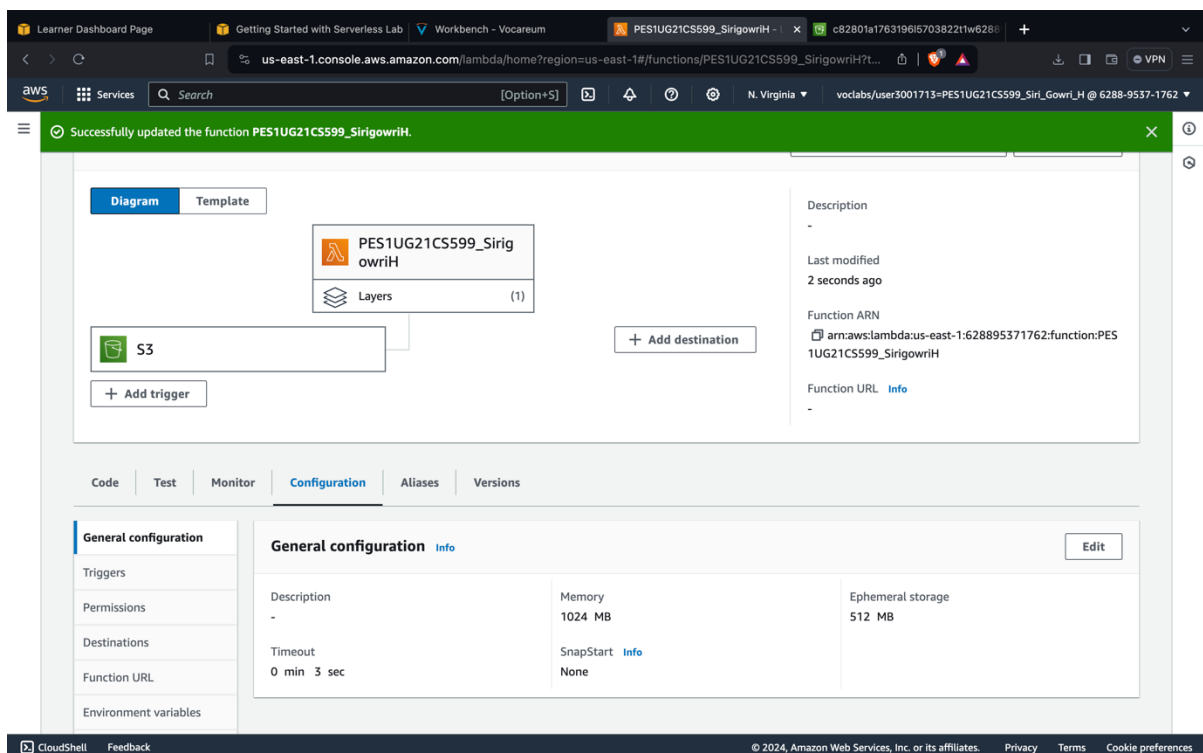 Learner Dashboard Page
Getting Started with Serverless Lab
Workbench - Vocareum
PES1UG21CS599_SirigowriH -
c82801a1763196l5703822t1w6288
us-east-1.console.aws.amazon.com/lambda/home?region=us-east-1#/functions/PES1UG21CS599_SirigowriH?t...
VPN
aws
Services
Search
[Option+S]
N. Virginia
voclabs/user3001713=PES1UG21CS599_Siri_Gowri_H @ 6288-9537-1762
Successfully updated the function PES1UG21CS599_SirigowriH.
Diagram
Template
PES1UG21CS599_Sirig
owriH
Layers
(1)
S3
+ Add trigger
+ Add destination
Description
-
Last modified
2 seconds ago
Function ARN
arn:aws:lambda:us-east-1:628895371762:function:PES
1UG21CS599_SirigowriH
Function URL Info
-
Code
Test
Monitor
Configuration
Aliases
Versions
General configuration
Triggers
Permissions
Destinations
Function URL
Environment variables
General configuration Info
Edit
Description
-
Memory
1024 MB
Ephemeral storage
512 MB
Timeout
0 min 3 sec
SnapStart Info
None
CloudShell
Feedback
© 2024, Amazon Web Services, Inc. or its affiliates.
Privacy
Terms
Cookie preferences